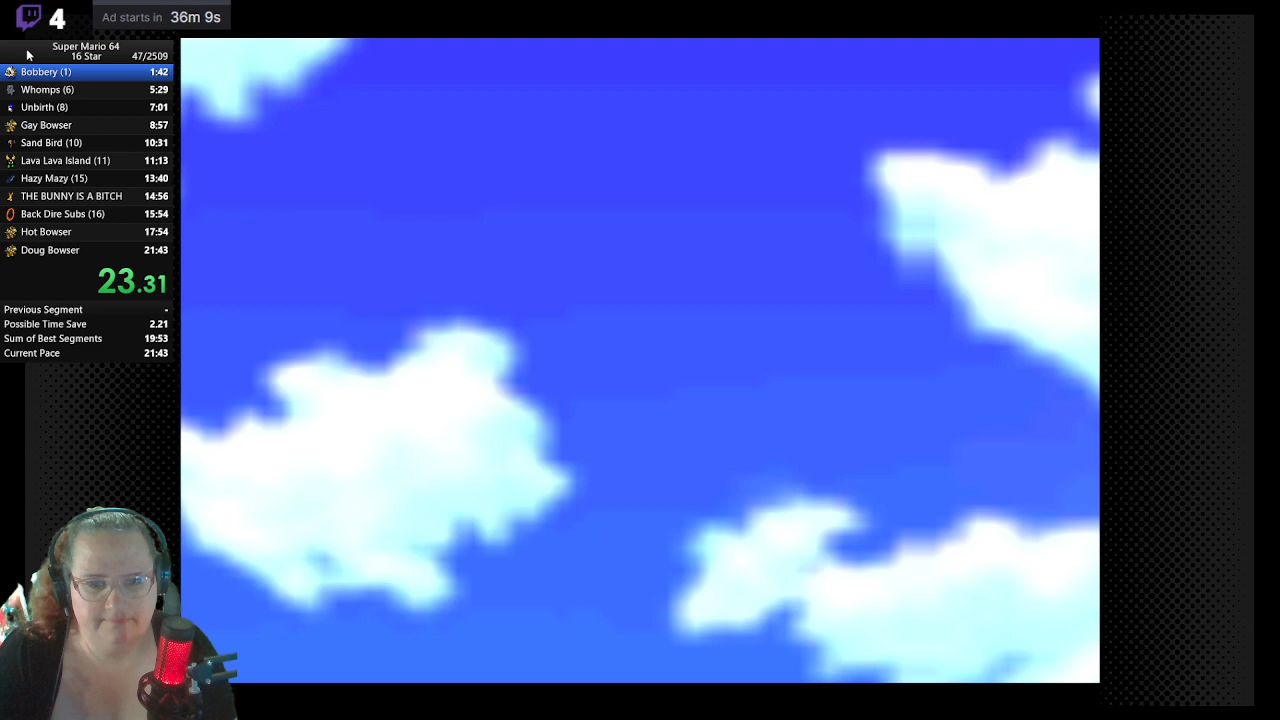 4
Ad starts in 36m 9s
Super Mario 64
16 Star 47/2509
Bobbery (1) 1:42
Whomps (6) 5:29
Unbirth (8) 7:01
Gay Bowser 8:57
Sand Bird (10) 10:31
Lava Lava Island (11) 11:13
Hazy Mazy (15) 13:40
THE BUNNY IS A BITCH 14:56
Back Dire Subs (16) 15:54
Hot Bowser 17:54
Doug Bowser 21:43
23.31
Previous Segment -
Possible Time Save 2.21
Sum of Best Segments 19:53
Current Pace 21:43